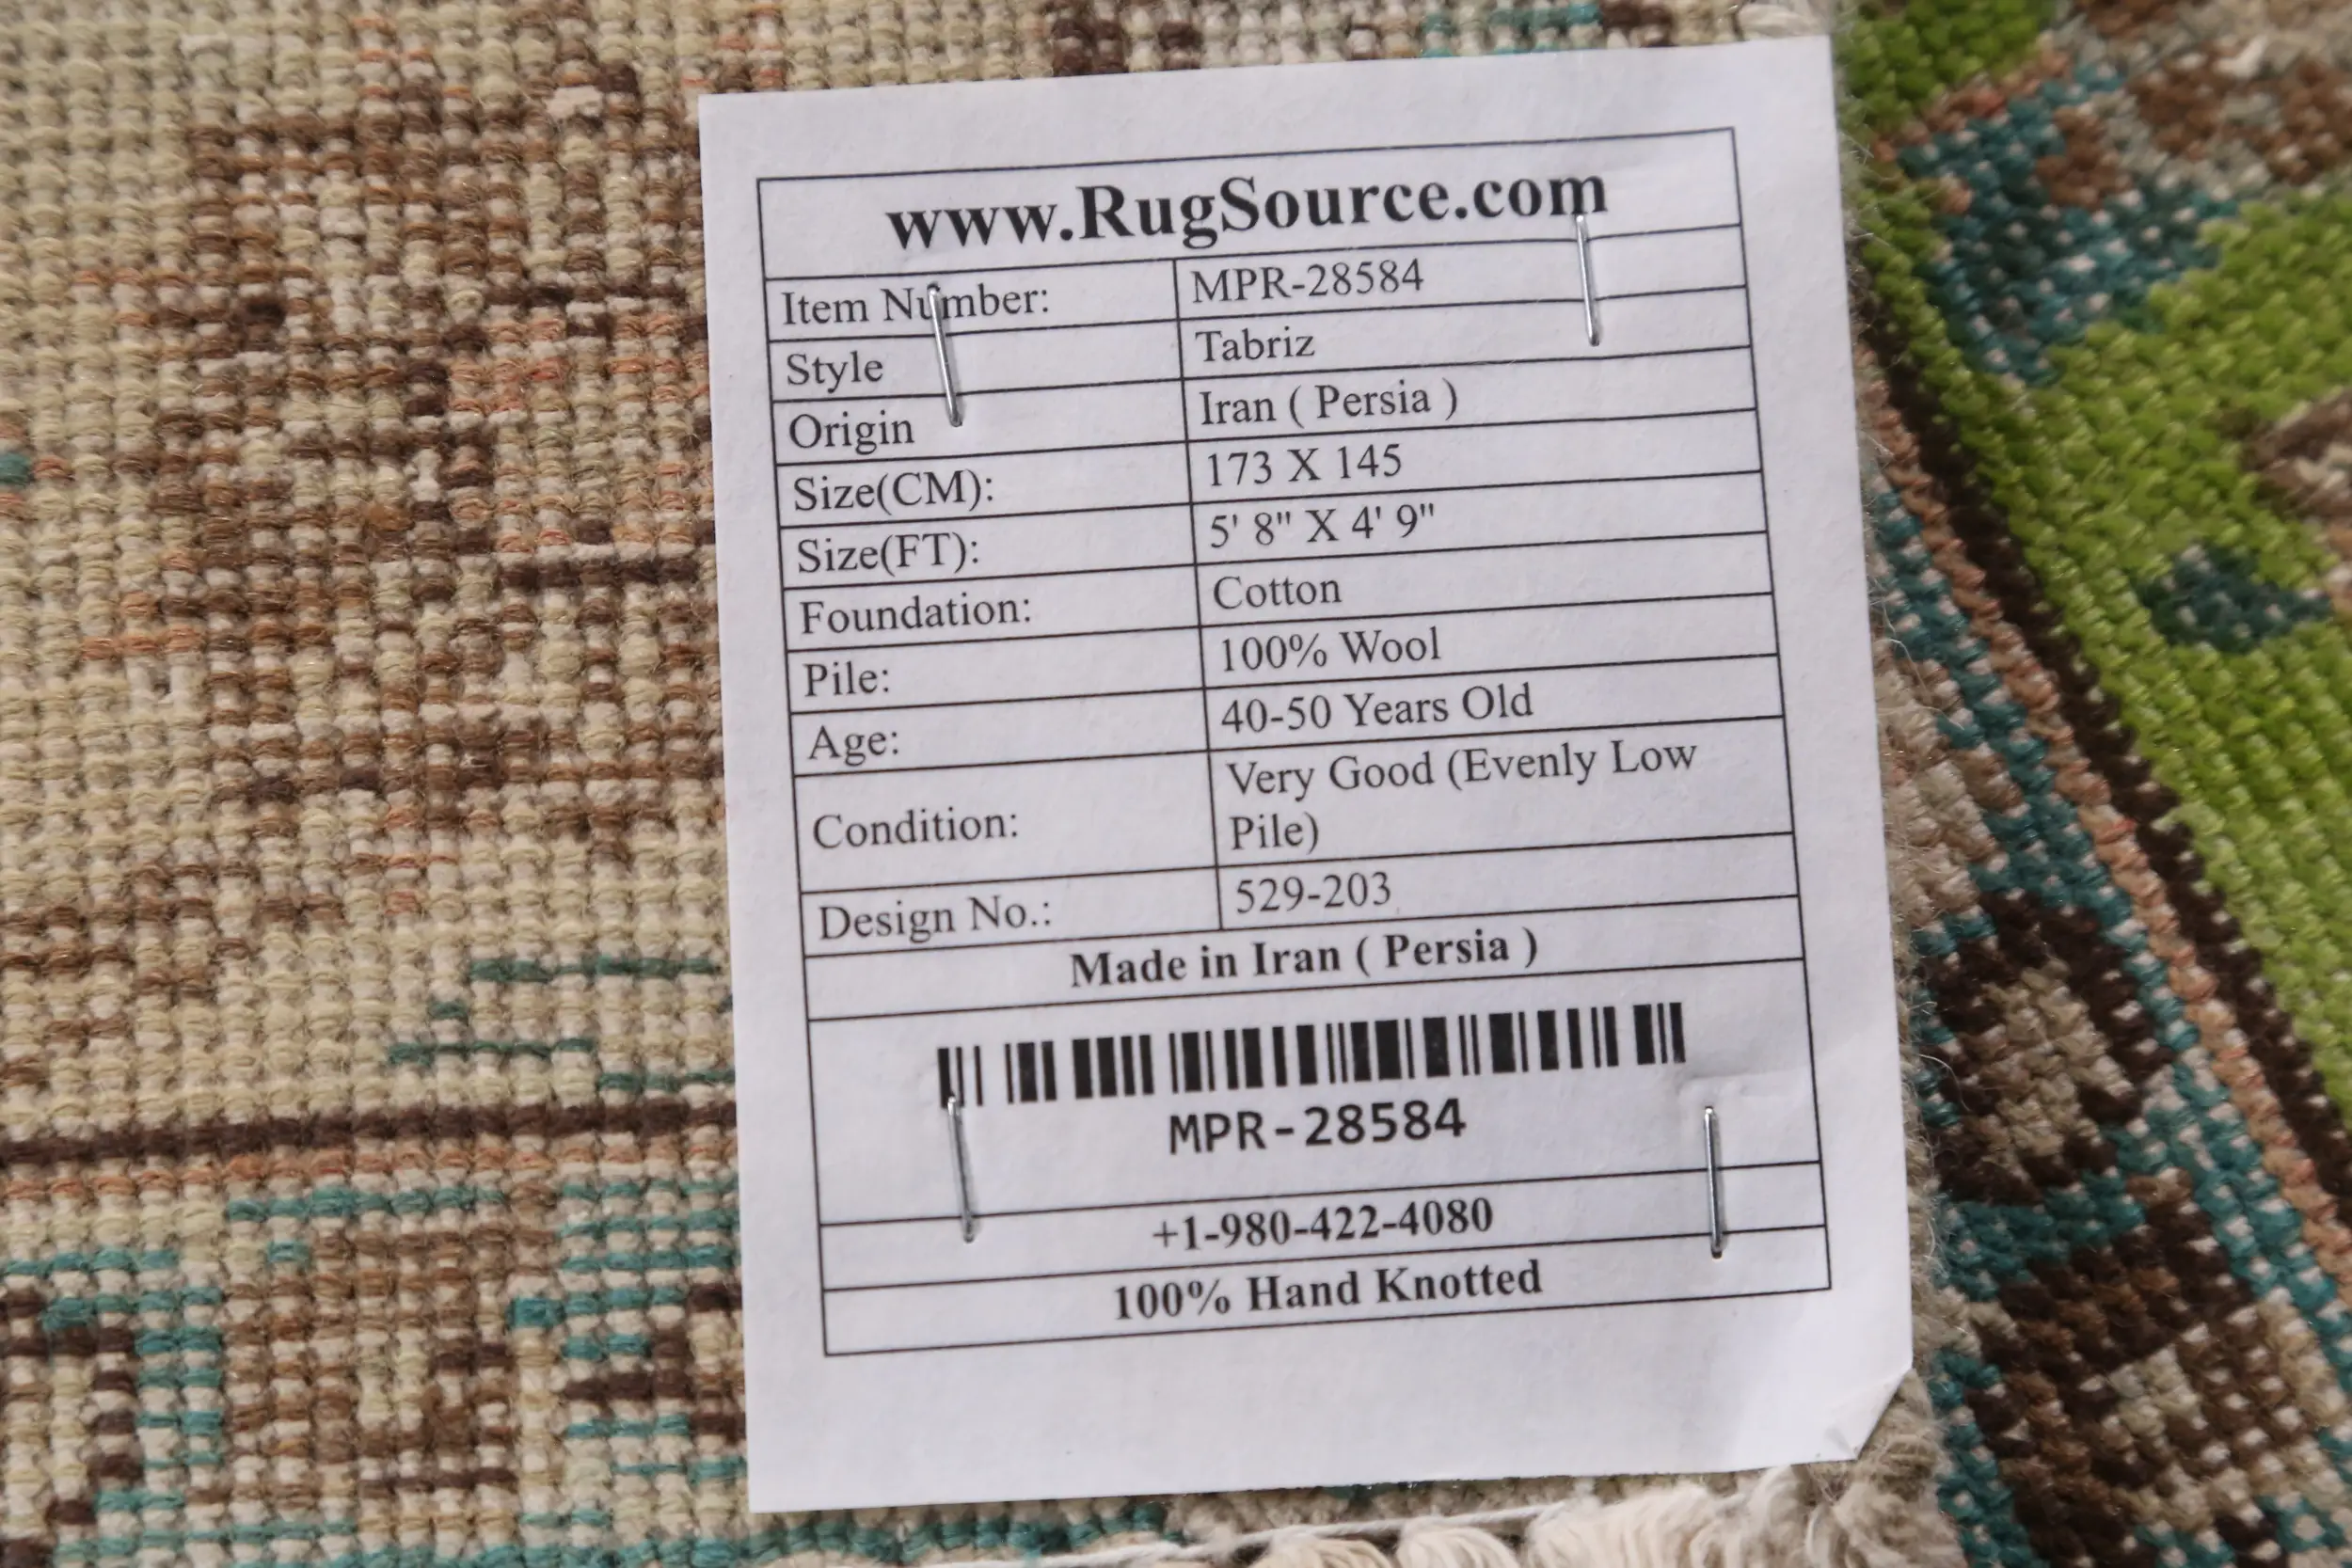 www.RugSource.com
Item Number: MPR-28584
Style Tabriz
Origin Iran ( Persia )
Size(CM): 173 X 145
Size(FT): 5' 8" X 4' 9"
Foundation: Cotton
Pile: 100% Wool
Age: 40-50 Years Old
Condition: Very Good (Evenly Low
Pile)
Design No.: 529-203
Made in Iran ( Persia )
MPR-28584
+1-980-422-4080
100% Hand Knotted